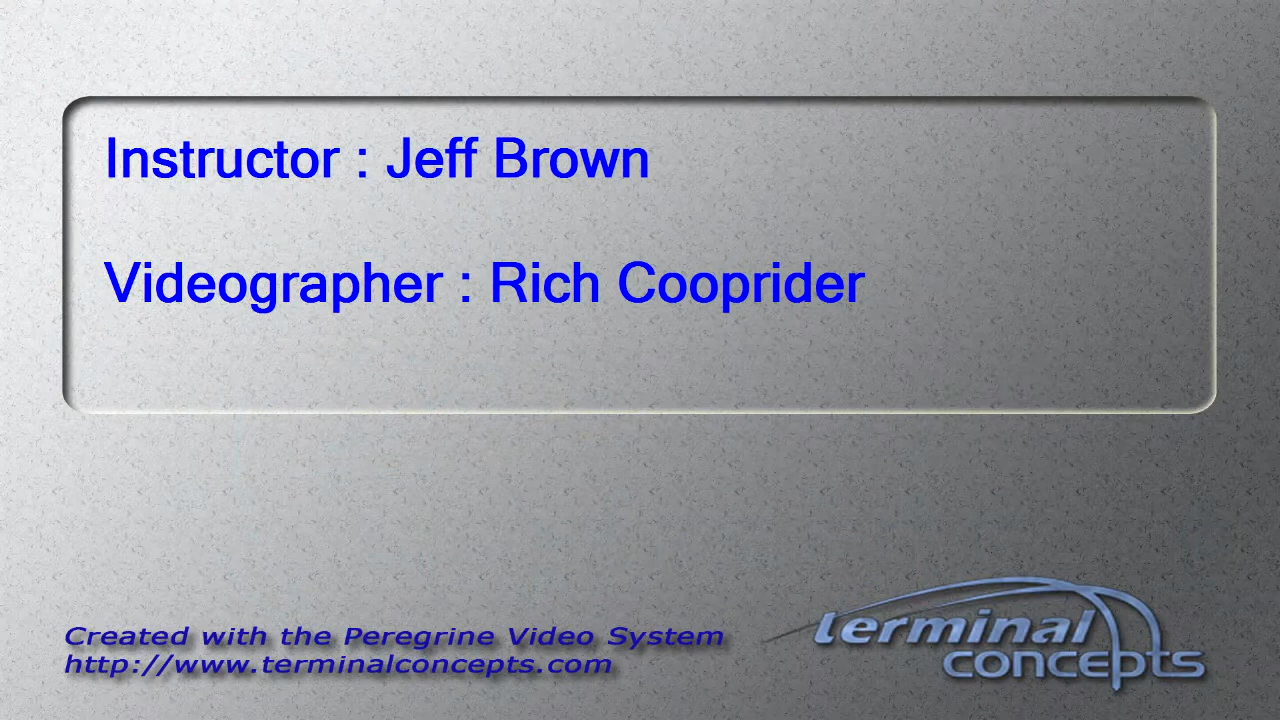 Instructor : Jeff Brown
Videographer : Rich Cooprider
Created with the Peregrine Video System
http://www.terminalconcepts.com
terminal
concepts